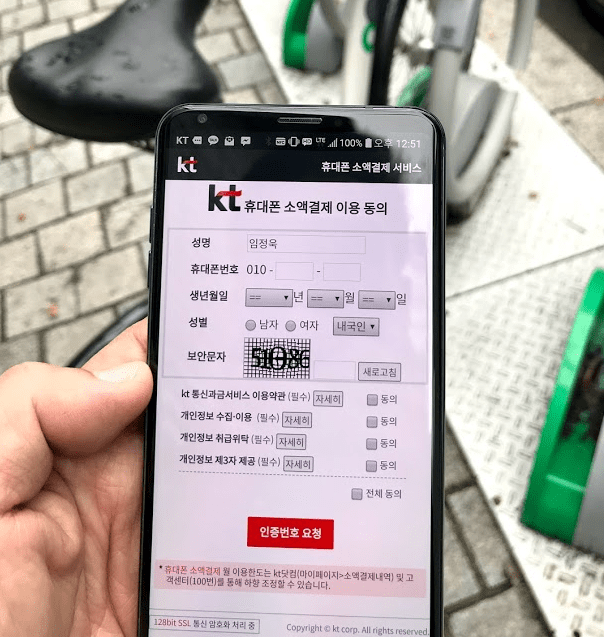 KT HD LTE 100% 오후 12:51
kt 휴대폰 소액결제 서비스
kt 휴대폰 소액결제 이용 동의
성명 임정욱
휴대폰번호 010 - -
생년월일 == 년 == 월 == 일
성별 남자 여자 내국인
보안문자 새로고침
kt 통신과금서비스 이용약관 (필수) 자세히 동의
개인정보 수집·이용 (필수) 자세히 동의
개인정보 취급위탁 (필수) 자세히 동의
개인정보 제3자 제공 (필수) 자세히 동의
전체 동의
인증번호 요청
* 휴대폰 소액결제 월 이용한도는 kt닷컴(마이페이지>소액결제내역) 및 고
객센터(100번)를 통해 하향 조정할 수 있습니다.
128bit SSL 통신 암호화 처리 중
Copyright © kt corp. All rights reserved.